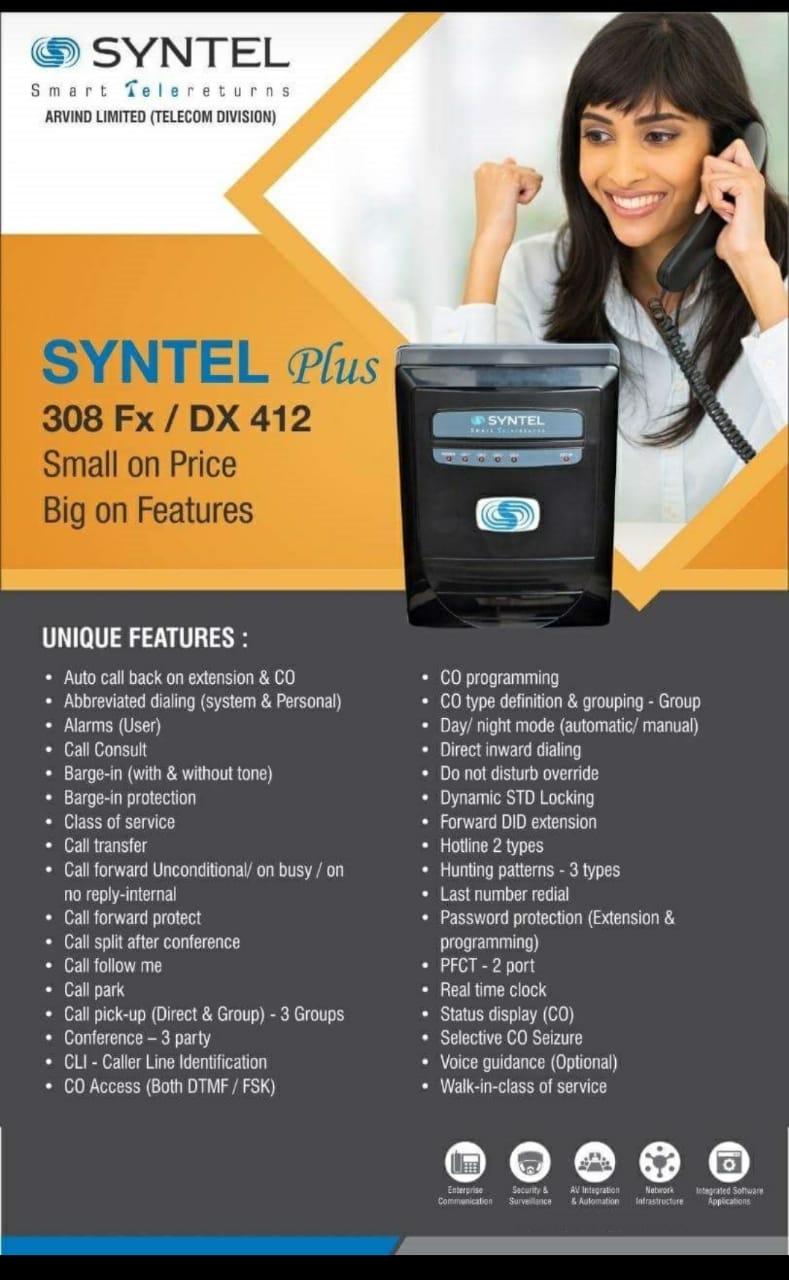 SYNTEL
Smart Telereturns
ARVIND LIMITED (TELECOM DIVISION)
SYNTEL Plus
308 Fx / DX 412
Small on Price
Big on Features
SYNTEL
Smart Telereturns
UNIQUE FEATURES :
• Auto call back on extension & CO
• Abbreviated dialing (system & Personal)
• Alarms (User)
• Call Consult
• Barge-in (with & without tone)
• Barge-in protection
• Class of service
• Call transfer
• Call forward Unconditional/ on busy / on
no reply-internal
• Call forward protect
• Call split after conference
• Call follow me
• Call park
• Call pick-up (Direct & Group) - 3 Groups
• Conference – 3 party
• CLI - Caller Line Identification
• CO Access (Both DTMF / FSK)
• CO programming
• CO type definition & grouping - Group
• Day/ night mode (automatic/ manual)
• Direct inward dialing
• Do not disturb override
• Dynamic STD Locking
• Forward DID extension
• Hotline 2 types
• Hunting patterns - 3 types
• Last number redial
• Password protection (Extension &
programming)
• PFCT - 2 port
• Real time clock
• Status display (CO)
• Selective CO Seizure
• Voice guidance (Optional)
• Walk-in-class of service
Enterprise
Communication
Security &
Surveillance
AV Integration
& Automation
Network
Infrastructure
Integrated Software
Applications